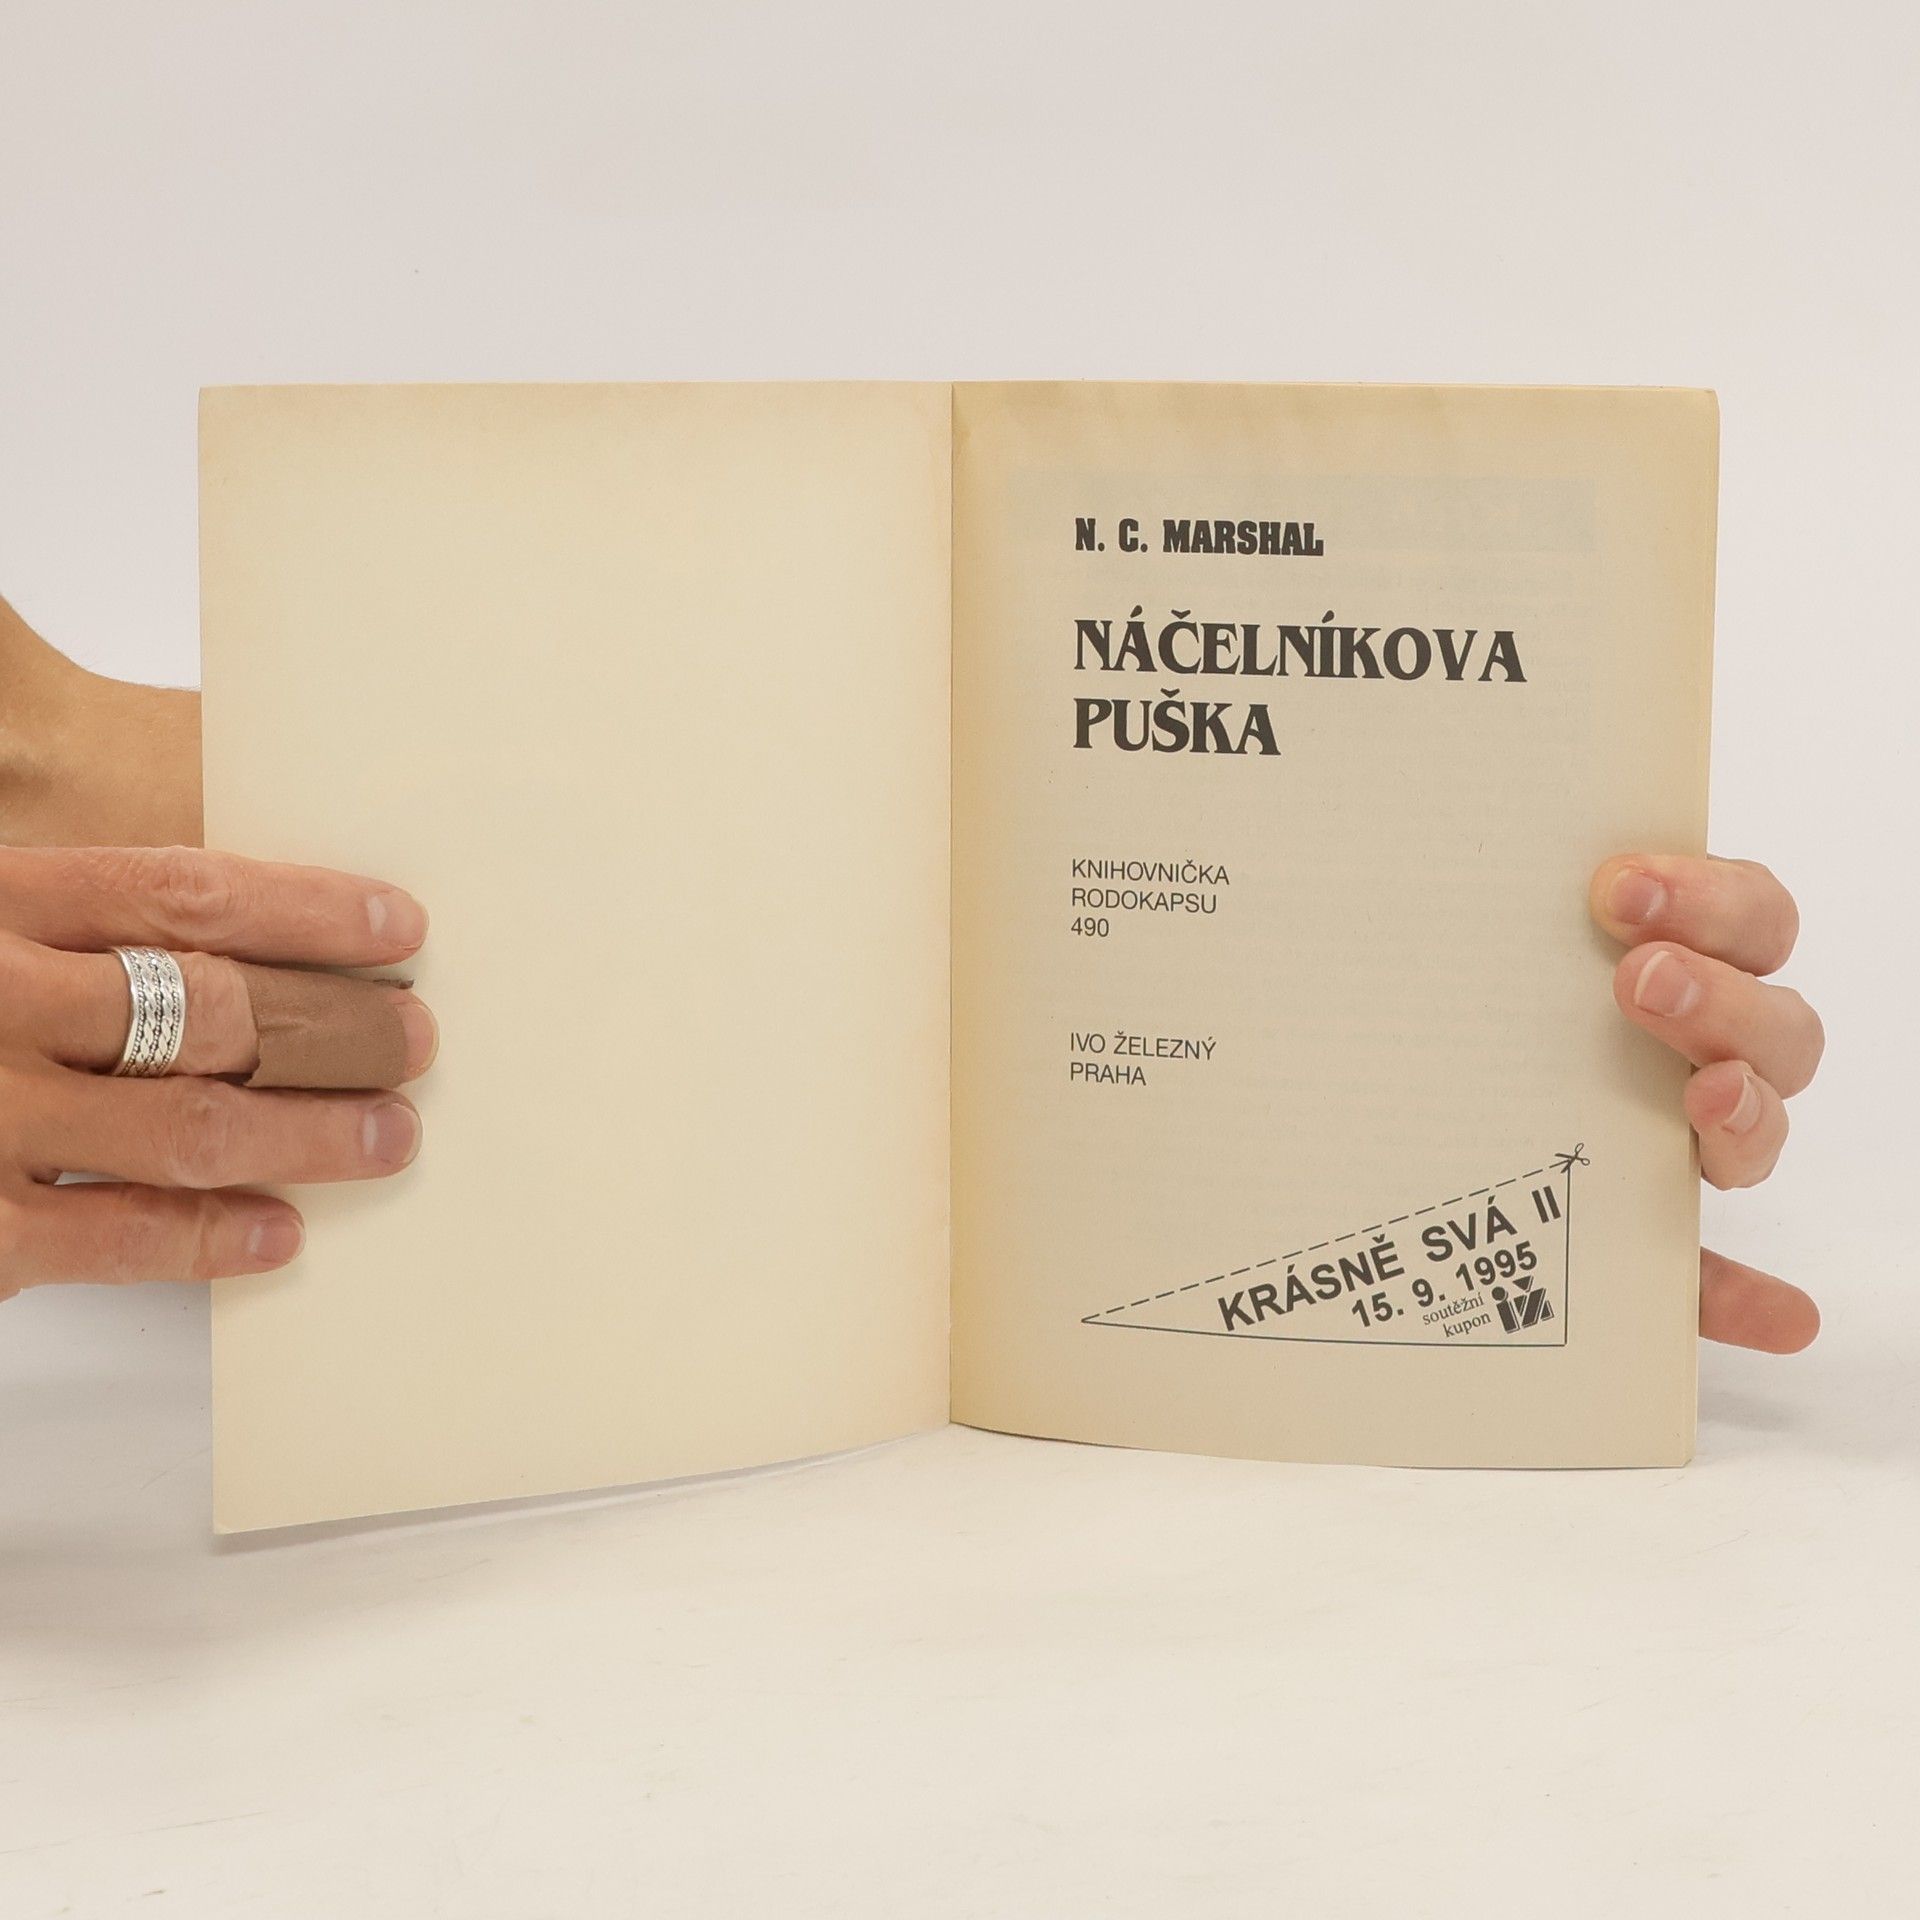 N. C. MARSHAL
NÁČELNÍKOVA
PUŠKA
KNIHOVNIČKA
RODOKAPSU
490
IVO ŽELEZNÝ
PRAHA
KRÁSNĚ SVÁ II
15. 9. 1995
soutěžní
kupon
iž